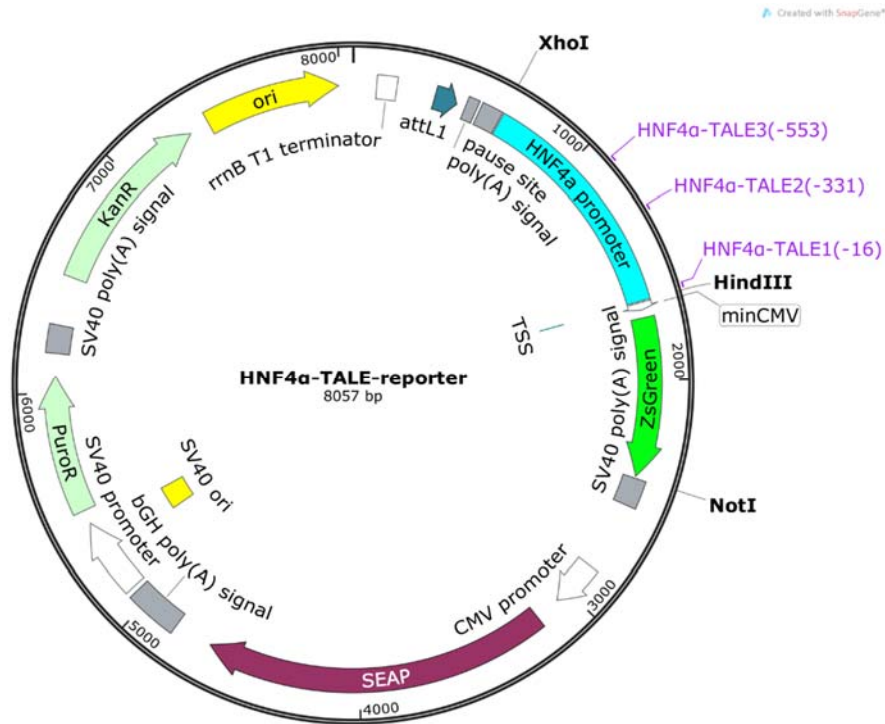 Created with SnapGene®
XhoI
8000
ori
rrnB T1 terminator
attL1
pause site
poly(A) signal
HNF4a promoter
1000
HNF4α-TALE3(-553)
HNF4α-TALE2(-331)
HNF4α-TALE1(-16)
HindIII
minCMV
7000
KanR
SV40 poly(A) signal
TSS
SV40 poly(A) signal
ZsGreen
2000
HNF4α-TALE-reporter
8057 bp
6000
PuroR
SV40 promoter
SV40 ori
bGH poly(A) signal
NotI
CMV promoter
3000
5000
SEAP
4000